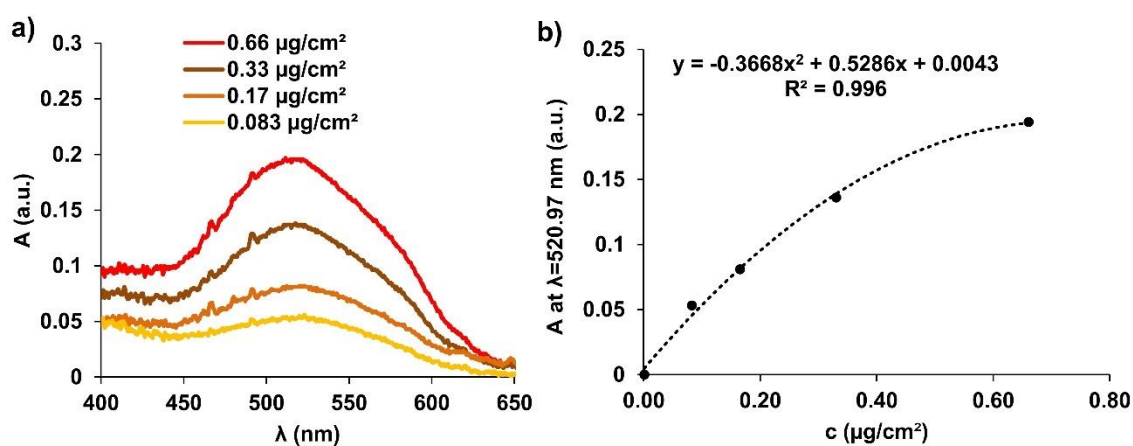 a)
0.3
0.25
0.2
0.15
0.1
0.05
0
A (a.u.)
0.66 µg/cm²
0.33 µg/cm²
0.17 µg/cm²
0.083 µg/cm²
400 450 500 550 600 650
λ (nm)
b)
0.25
0.2
0.15
0.1
0.05
0
A at λ=520.97 nm (a.u.)
y = -0.3668x² + 0.5286x + 0.0043
R² = 0.996
0.00 0.20 0.40 0.60 0.80
c (µg/cm²)